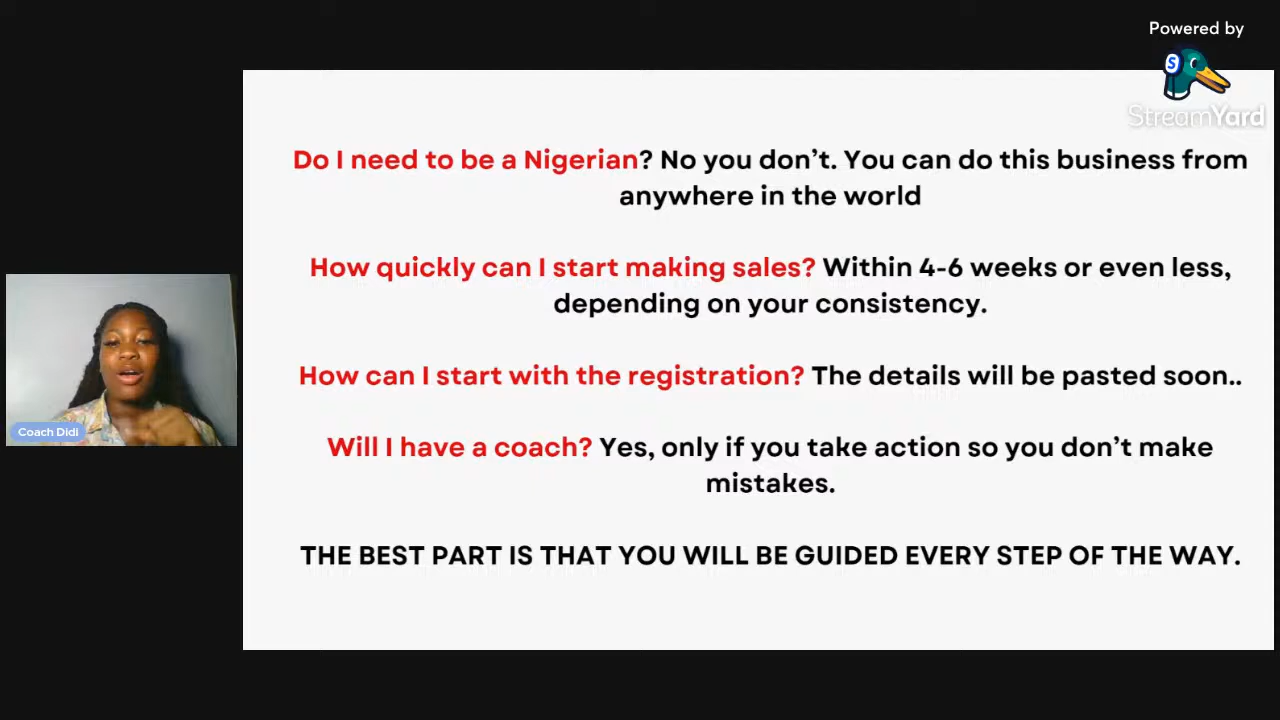 Powered by
StreamYard
Do I need to be a Nigerian? No you don’t. You can do this business from
anywhere in the world
How quickly can I start making sales? Within 4-6 weeks or even less,
depending on your consistency.
How can I start with the registration? The details will be pasted soon..
Will I have a coach? Yes, only if you take action so you don’t make
mistakes.
THE BEST PART IS THAT YOU WILL BE GUIDED EVERY STEP OF THE WAY.
Coach Didi